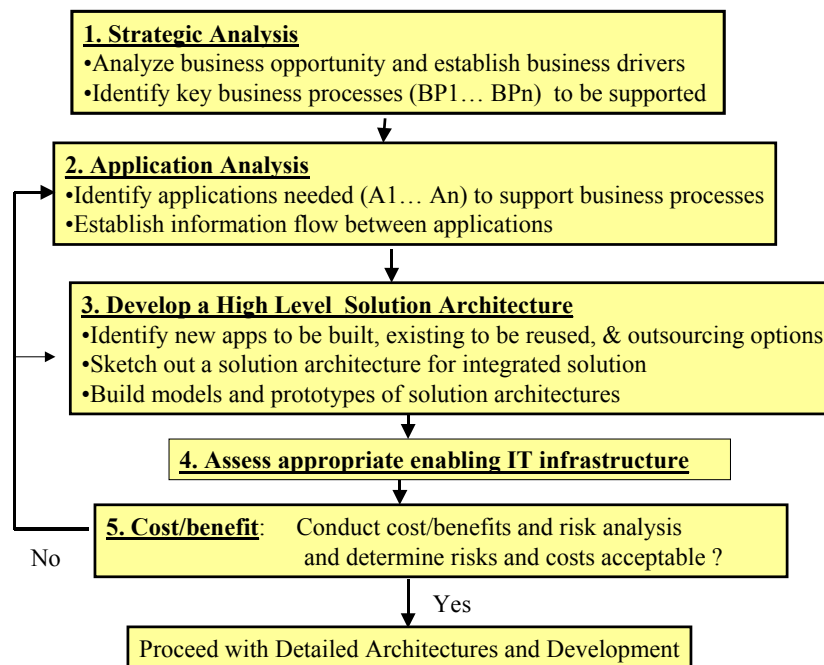 1. Strategic Analysis
•Analyze business opportunity and establish business drivers
•Identify key business processes (BP1… BPn) to be supported
2. Application Analysis
•Identify applications needed (A1… An) to support business processes
•Establish information flow between applications
3. Develop a High Level Solution Architecture
•Identify new apps to be built, existing to be reused, & outsourcing options
•Sketch out a solution architecture for integrated solution
•Build models and prototypes of solution architectures
4. Assess appropriate enabling IT infrastructure
5. Cost/benefit: Conduct cost/benefits and risk analysis
and determine risks and costs acceptable ?
No
Yes
Proceed with Detailed Architectures and Development